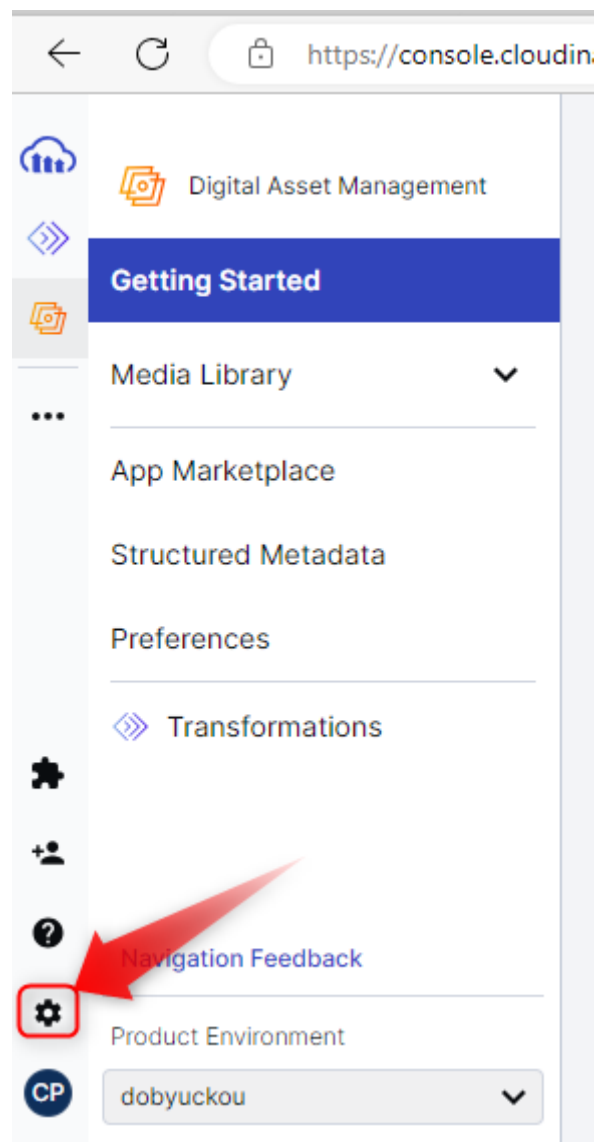 https://console.cloudin
Digital Asset Management
Getting Started
Media Library
App Marketplace
Structured Metadata
Preferences
Transformations
Navigation Feedback
Product Environment
CP
dobyuckou